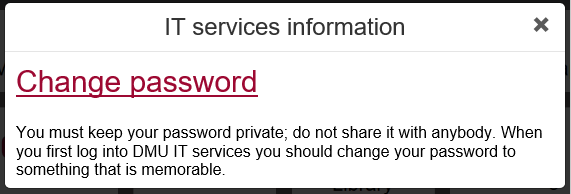 IT services information ×
Change password
You must keep your password private; do not share it with anybody. When
you first log into DMU IT services you should change your password to
something that is memorable.